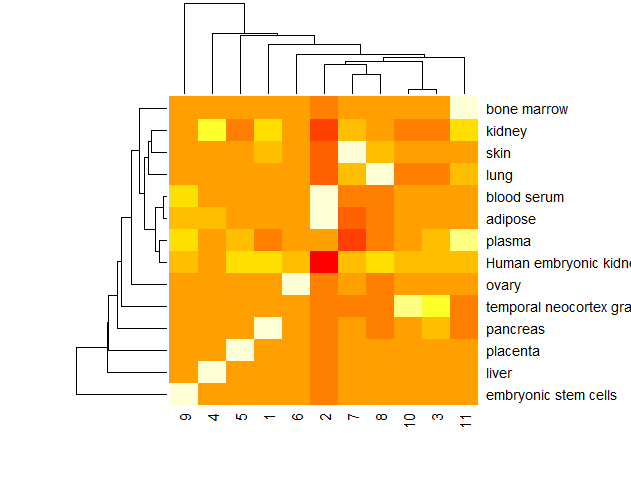 bone marrow
kidney
skin
lung
blood serum
adipose
plasma
Human embryonic kidne
ovary
temporal neocortex gra
pancreas
placenta
liver
embryonic stem cells
9 4 5 1 6 2 7 8 10 3 11